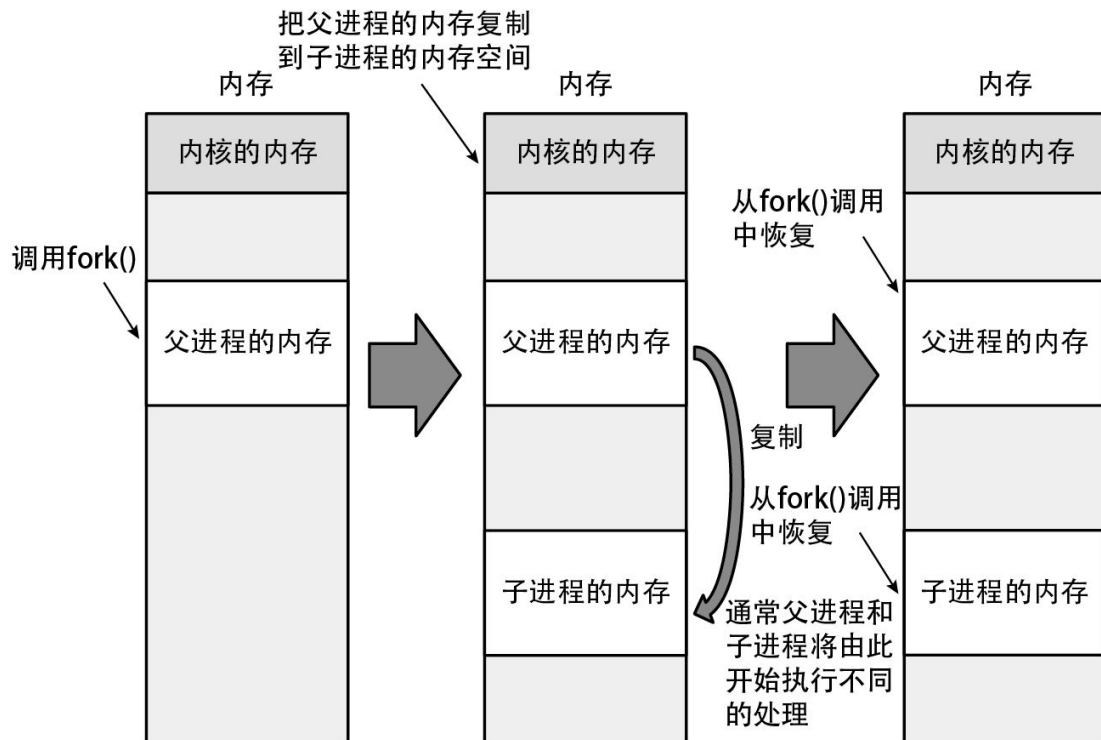 把父进程的内存复制
到子进程的内存空间
内存
内存
内存
内核的内存
内核的内存
内核的内存
调用fork()
从fork()调用
中恢复
父进程的内存
父进程的内存
父进程的内存
复制
从fork()调用
中恢复
子进程的内存
子进程的内存
通常父进程和
子进程将由此
开始执行不同
的处理